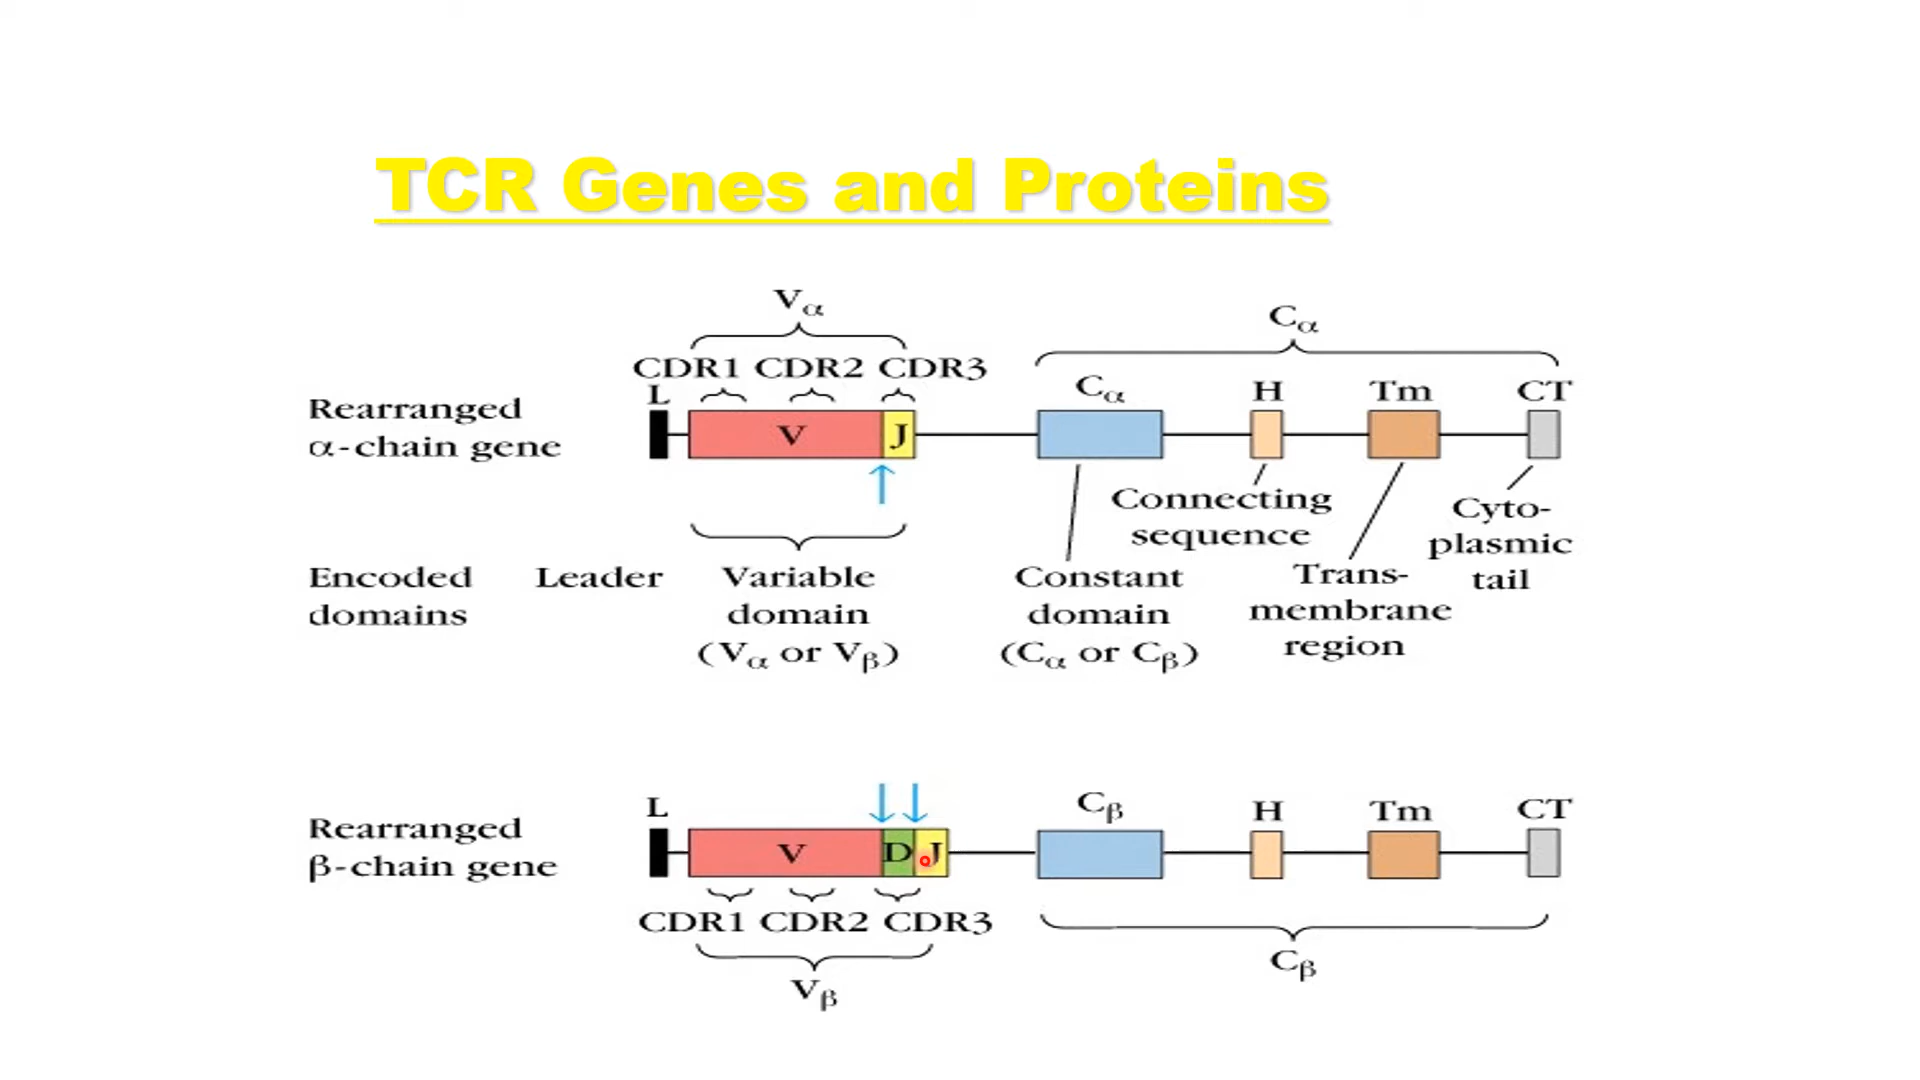 TCR Genes and Proteins
Vα
Cα
CDR1 CDR2 CDR3
L
Cα
H
Tm
CT
Rearranged
α-chain gene
V
J
Connecting
sequence
Cyto-
plasmic
tail
Encoded
domains
Leader
Variable
domain
(Vα or Vβ)
Constant
domain
(Cα or Cβ)
Trans-
membrane
region
L
Cβ
H
Tm
CT
Rearranged
β-chain gene
V
D
J
CDR1 CDR2 CDR3
Vβ
Cβ